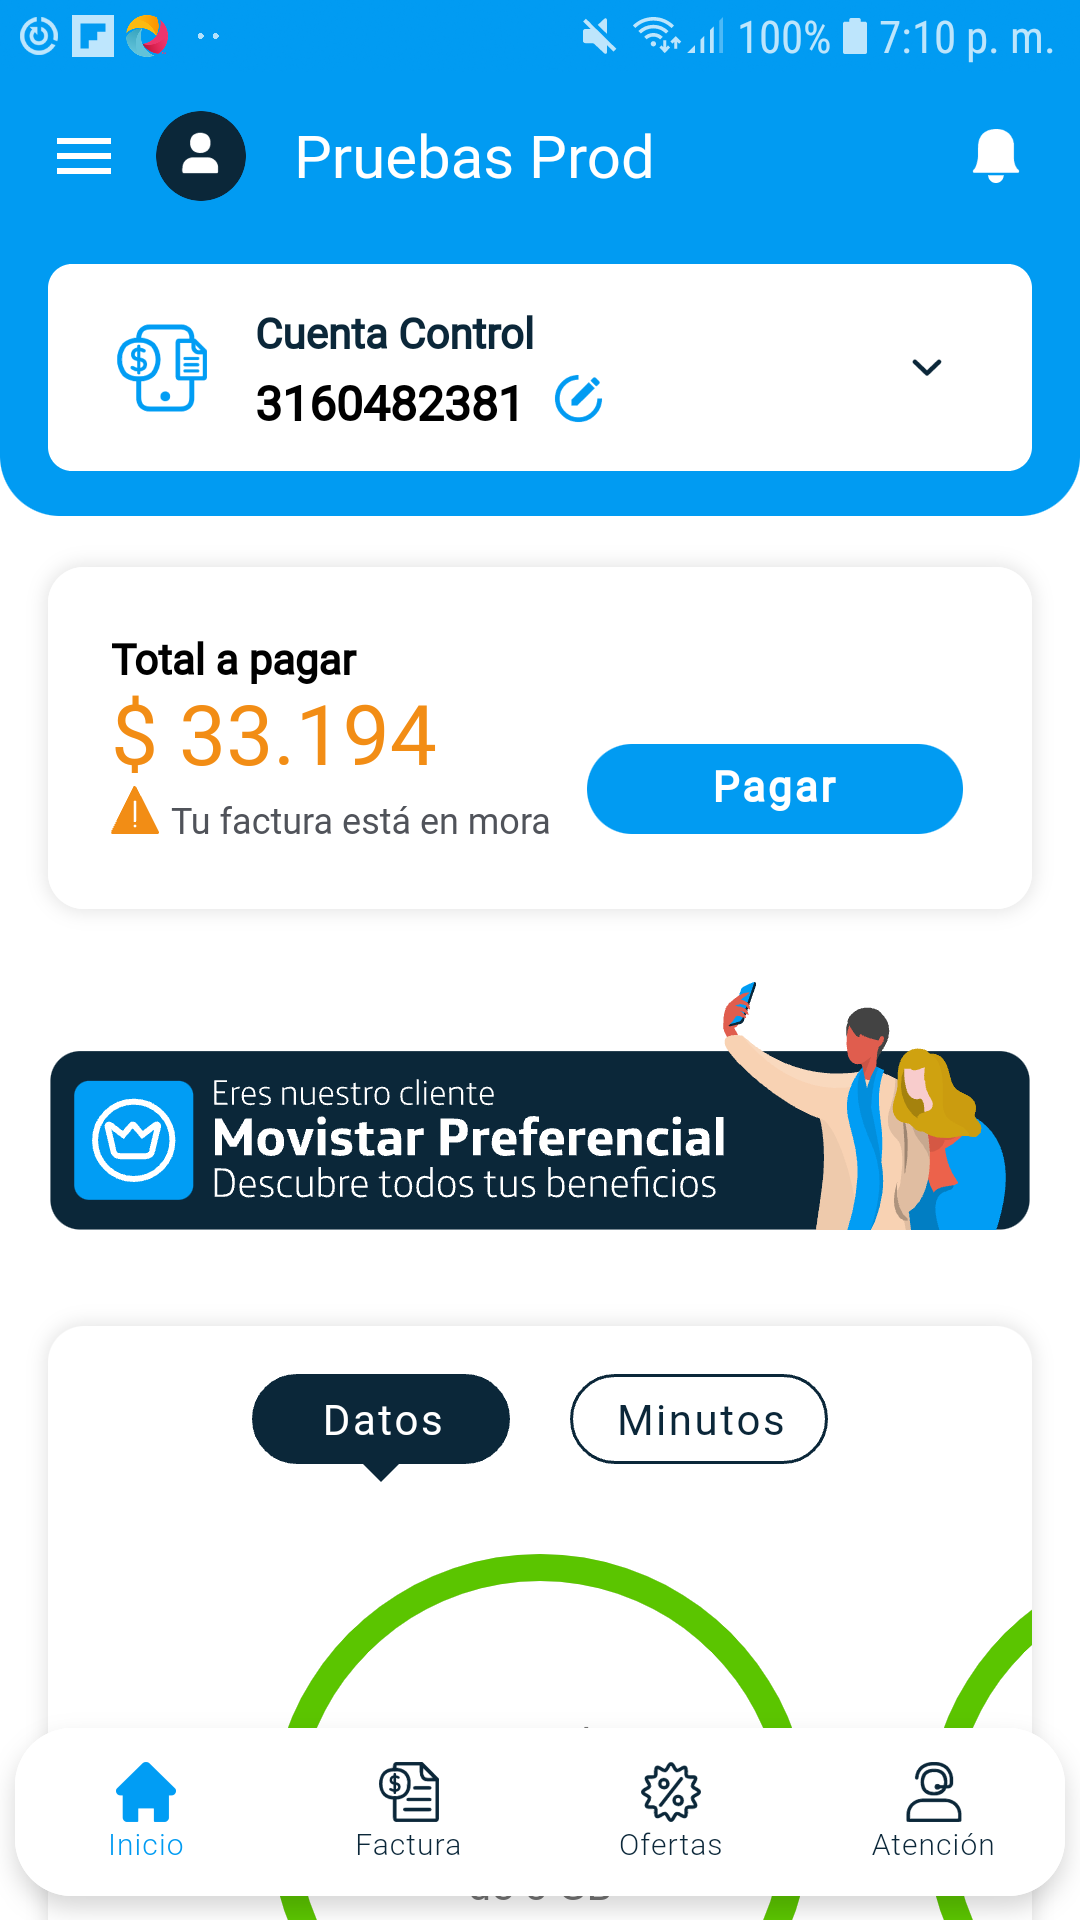 100% 7:10 p. m.
Pruebas Prod
Cuenta Control
3160482381
Total a pagar
$ 33.194
Tu factura está en mora
Pagar
Eres nuestro cliente
Movistar Preferencial
Descubre todos tus beneficios
Datos
Minutos
Inicio
Factura
Ofertas
Atención